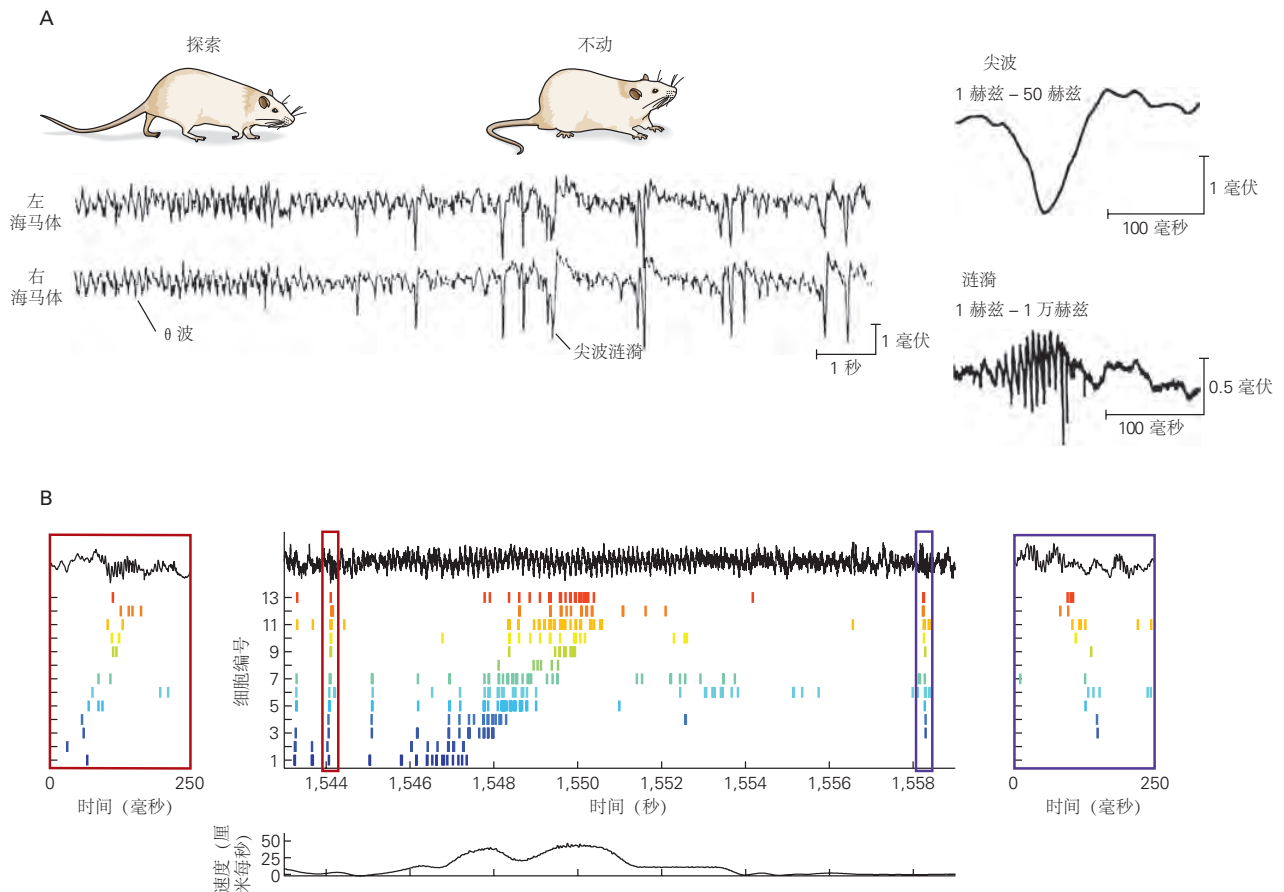 A
探索
不动
左
海马体
右
海马体
θ 波
尖波涟漪
1 毫伏
1 秒
尖波
1 赫兹 – 50 赫兹
1 毫伏
100 毫秒
涟漪
1 赫兹 – 1 万赫兹
0.5 毫伏
100 毫秒
B
0 250
时间（毫秒）
细胞编号
13
11
9
7
5
3
1
1,544 1,546 1,548 1,550 1,552 1,554 1,556 1,558
时间（秒）
0 250
时间（毫秒）
速度（厘
米每秒）
50
25
0